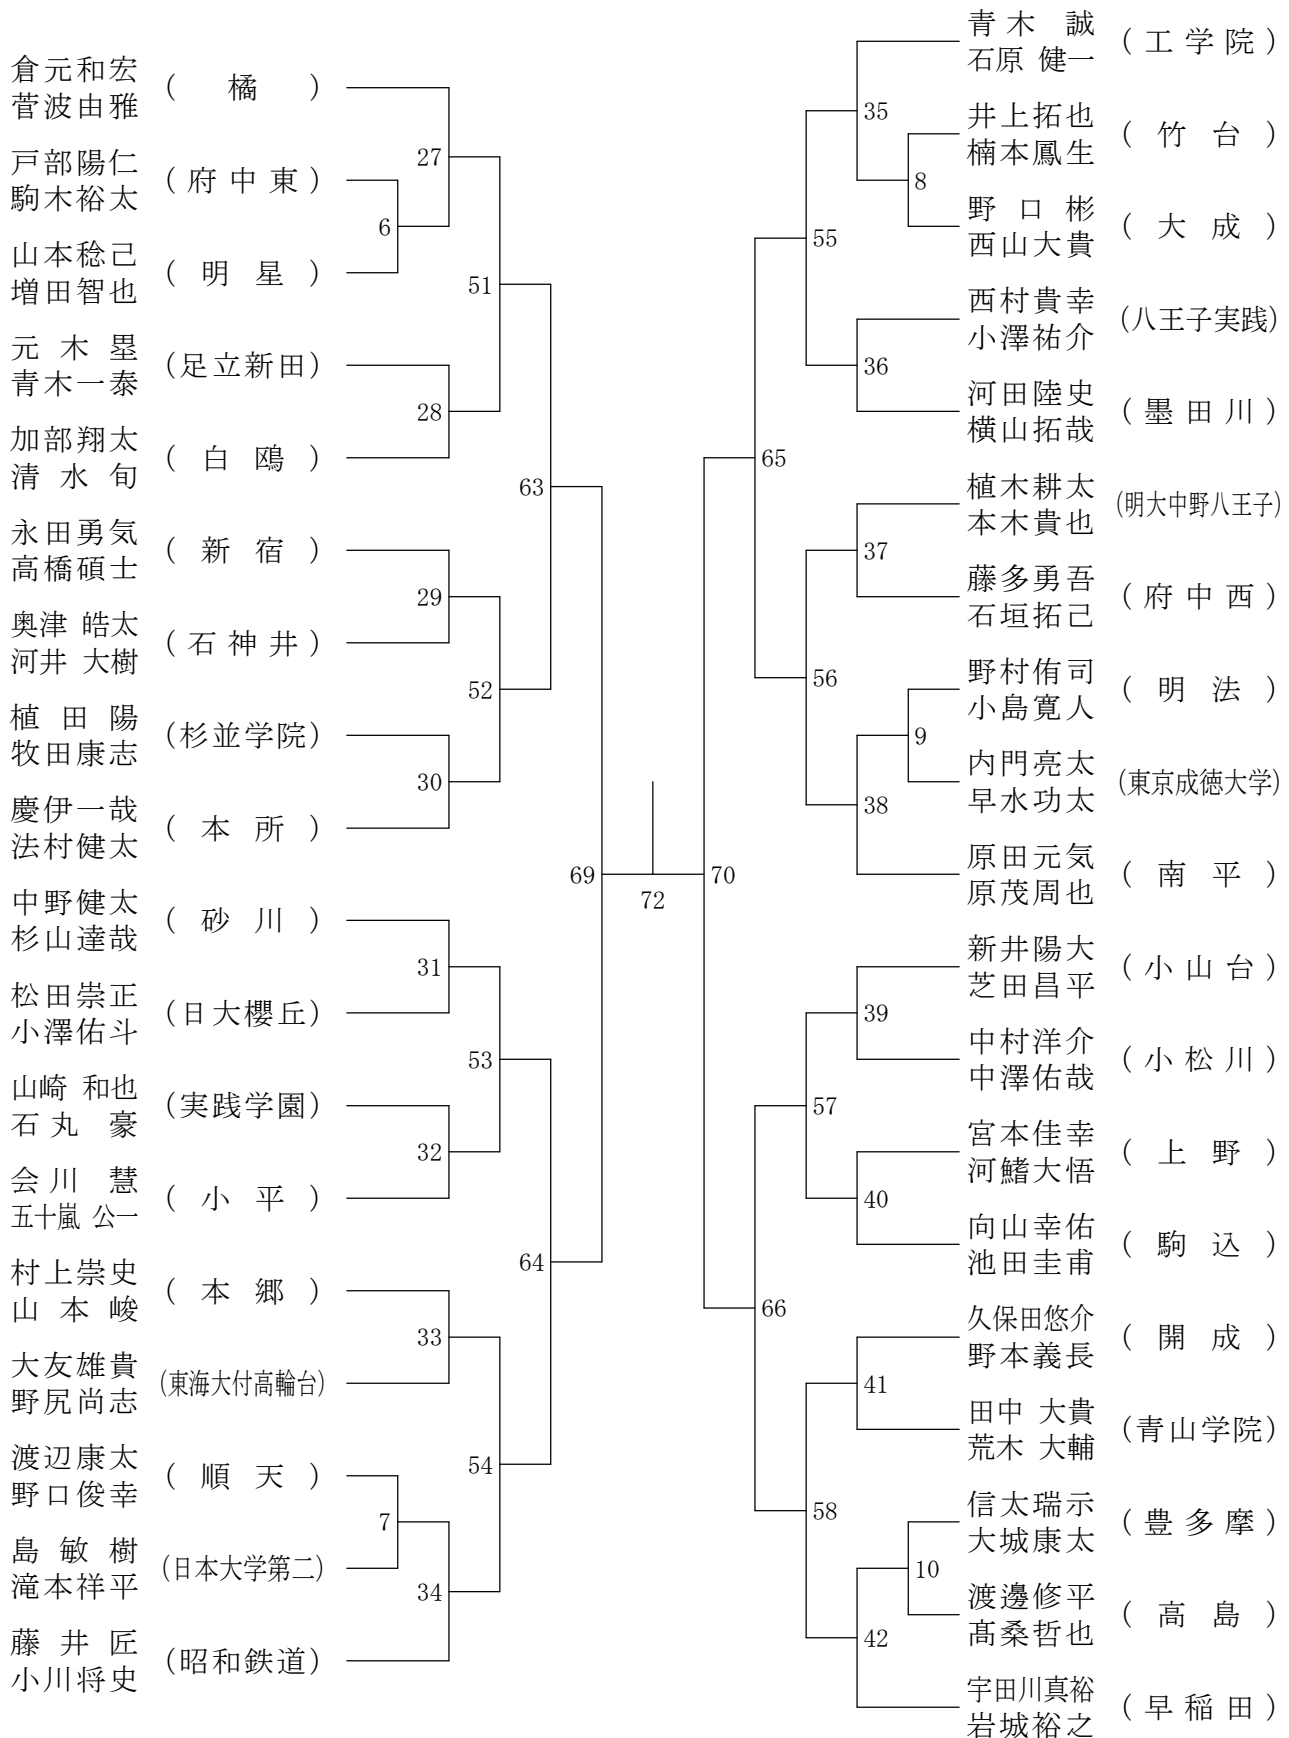 倉元和宏
菅波由雅
(橘)
戸部陽仁
駒木裕太
(府中東)
山本稔己
増田智也
(明星)
元木塁
青木一泰
(足立新田)
加部翔太
清水旬
(白鴎)
永田勇気
高橋碩士
(新宿)
奥津 皓太
河井 大樹
(石神井)
植田陽
牧田康志
(杉並学院)
慶伊一哉
法村健太
(本所)
中野健太
杉山達哉
(砂川)
松田崇正
小澤佑斗
(日大櫻丘)
山崎 和也
石丸 豪
(実践学園)
会川 慧
五十嵐 公一
(小平)
村上崇史
山本峻
(本郷)
大友雄貴
野尻尚志
(東海大付高輪台)
渡辺康太
野口俊幸
(順天)
島敏樹
滝本祥平
(日本大学第二)
藤井匠
小川将史
(昭和鉄道)
27
6
51
28
63
29
52
30
69
31
53
32
64
33
54
7
34
72
青木 誠
石原 健一
(工学院)
井上拓也
楠本鳳生
(竹台)
野口彬
西山大貴
(大成)
西村貴幸
小澤祐介
(八王子実践)
河田陸史
横山拓哉
(墨田川)
植木耕太
本木貴也
(明大中野八王子)
藤多勇吾
石垣拓己
(府中西)
野村侑司
小島寛人
(明法)
内門亮太
早水功太
(東京成徳大学)
原田元気
原茂周也
(南平)
新井陽大
芝田昌平
(小山台)
中村洋介
中澤佑哉
(小松川)
宮本佳幸
河鰭大悟
(上野)
向山幸佑
池田圭甫
(駒込)
久保田悠介
野本義長
(開成)
田中 大貴
荒木 大輔
(青山学院)
信太瑞示
大城康太
(豊多摩)
渡邊修平
髙桑哲也
(高島)
宇田川真裕
岩城裕之
(早稲田)
35
8
55
36
65
37
56
9
38
70
39
57
40
66
41
58
10
42